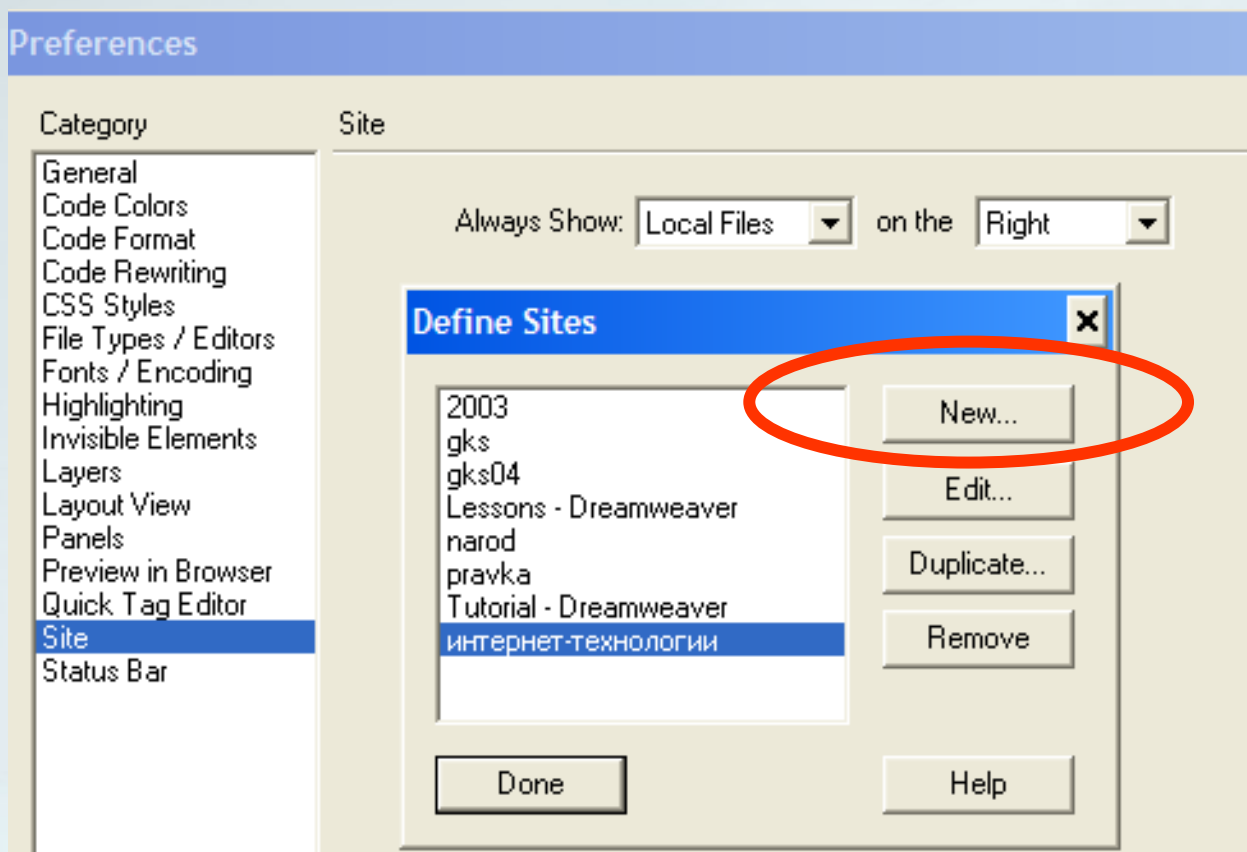 Preferences
Category
Site
General
Code Colors
Code Format
Code Rewriting
CSS Styles
File Types / Editors
Fonts / Encoding
Highlighting
Invisible Elements
Layers
Layout View
Panels
Preview in Browser
Quick Tag Editor
Site
Status Bar
Always Show: Local Files on the Right
Define Sites
2003
gks
gks04
Lessons - Dreamweaver
narod
pravka
Tutorial - Dreamweaver
интернет-технологии
New...
Edit...
Duplicate...
Remove
Done
Help